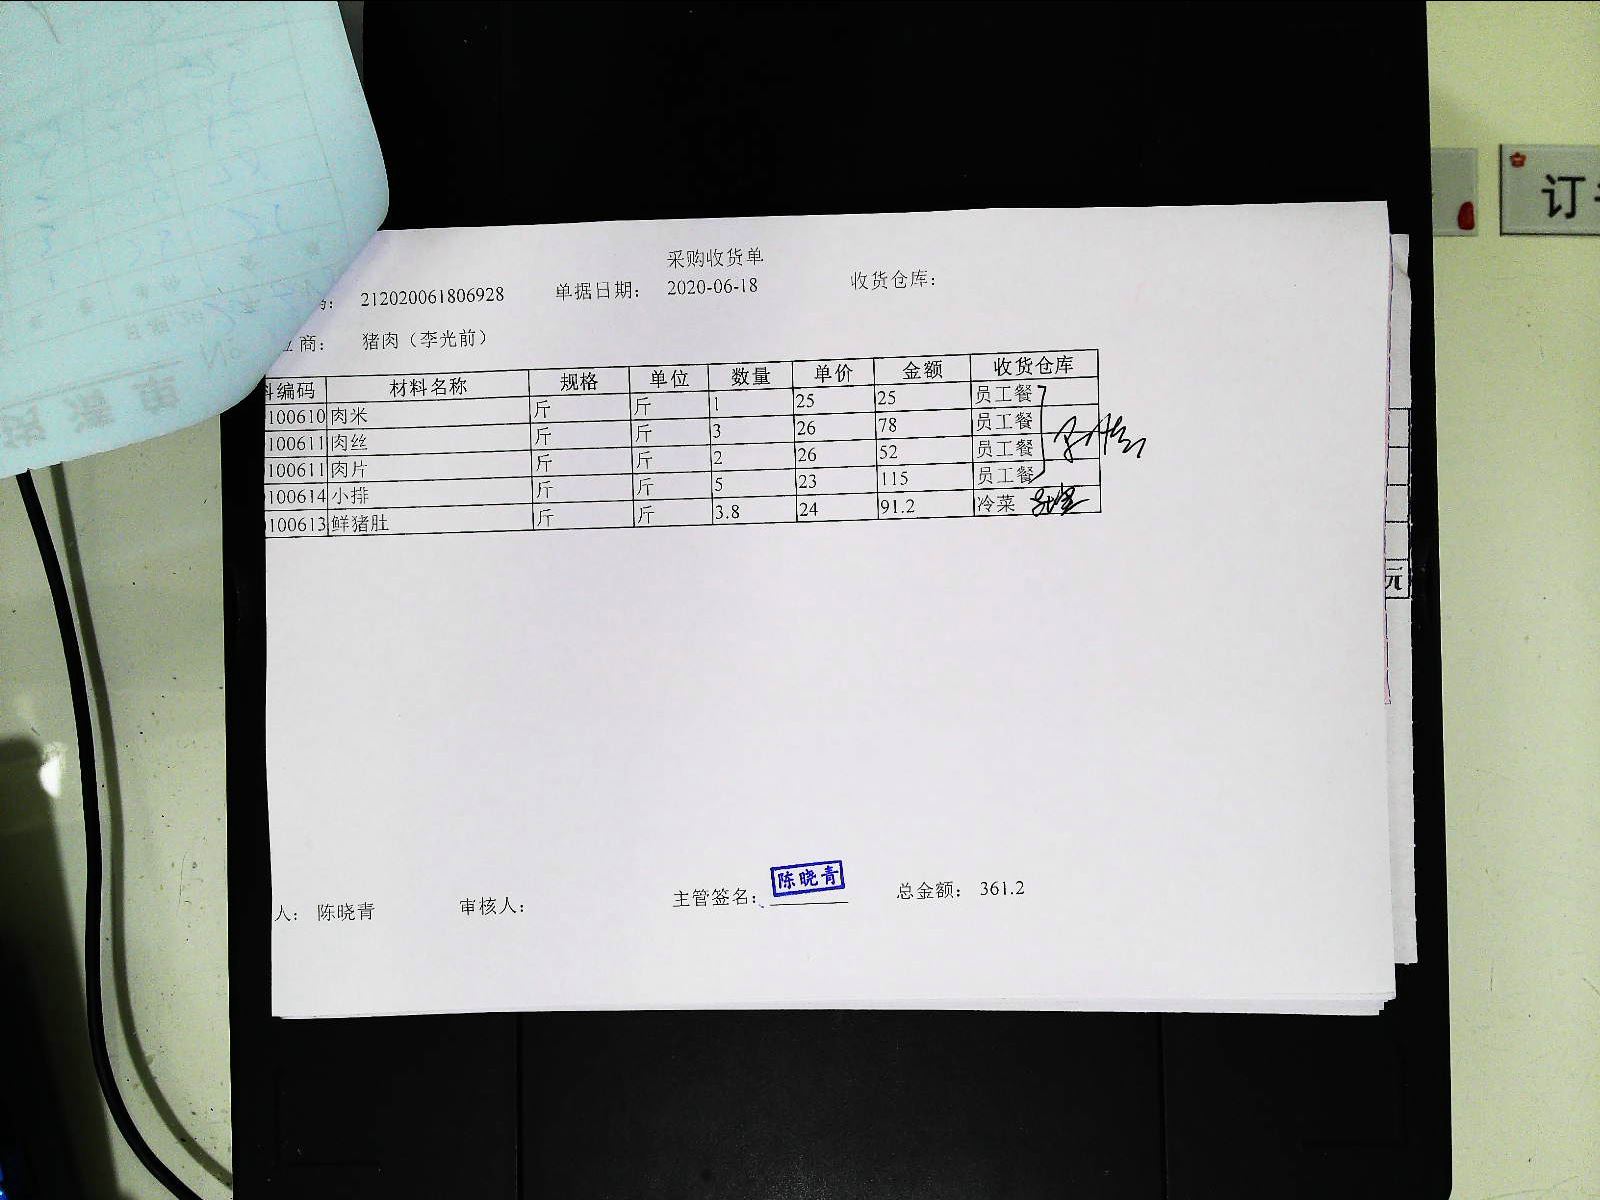 采购收货单
212020061806928 单据日期： 2020-06-18 收货仓库：
商： 猪肉（李光前）
编码 材料名称 规格 单位 数量 单价 金额 收货仓库
100610 肉米 斤 斤 1 25 25 员工餐
100611 肉丝 斤 斤 3 26 78 员工餐
100611 肉片 斤 斤 2 26 52 员工餐
100614 小排 斤 斤 5 23 115 员工餐
100613 鲜猪肚 斤 斤 3.8 24 91.2 冷菜
人： 陈晓青 审核人： 主管签名： 陈晓青 总金额： 361.2
订
元